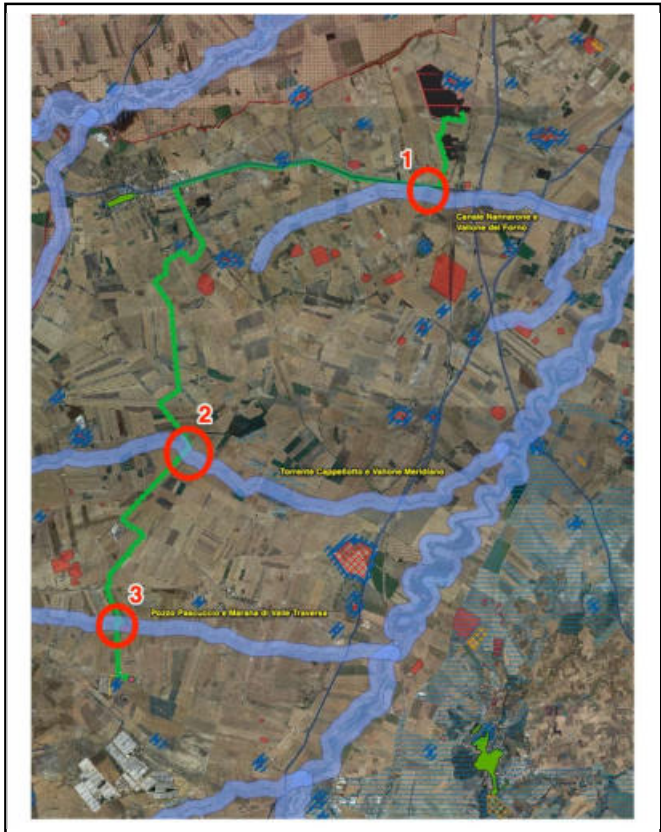 1
Canale Nannarone e
Vallone del Forno
2
Torrente Cappellotto e Vallone Meridiano
3
Pozzo Pascuccio e Marana di Valle Traversa